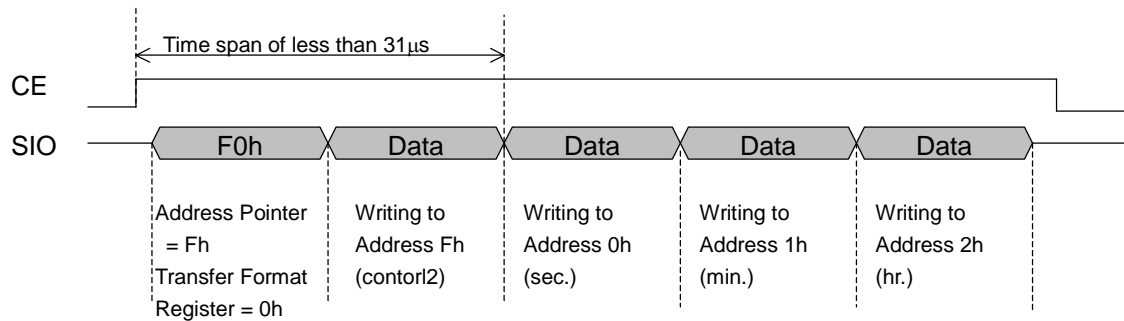 Time span of less than 31μs
CE
SIO
F0h
Data
Data
Data
Data
Address Pointer
= Fh
Transfer Format
Register = 0h
Writing to
Address Fh
(contorl2)
Writing to
Address 0h
(sec.)
Writing to
Address 1h
(min.)
Writing to
Address 2h
(hr.)